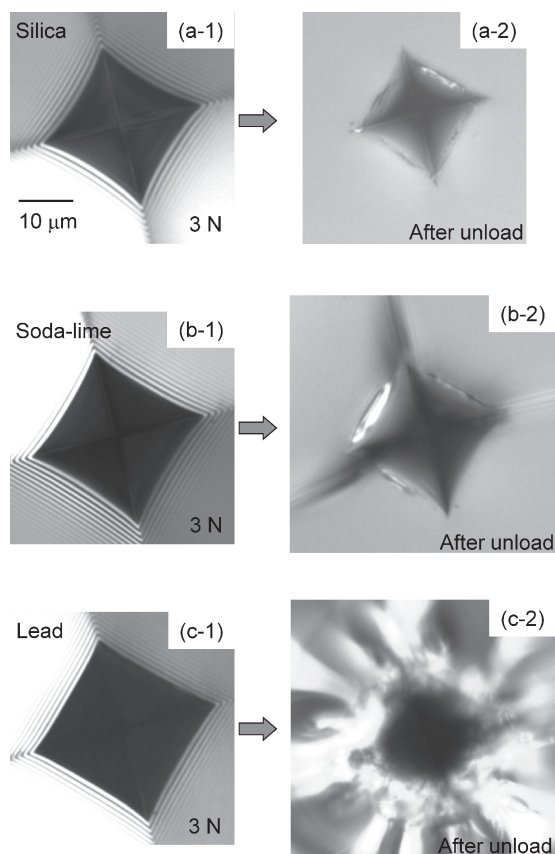 Silica
(a-1)
(a-2)
10 μm
3 N
After unload
Soda-lime
(b-1)
(b-2)
3 N
After unload
Lead
(c-1)
(c-2)
3 N
After unload